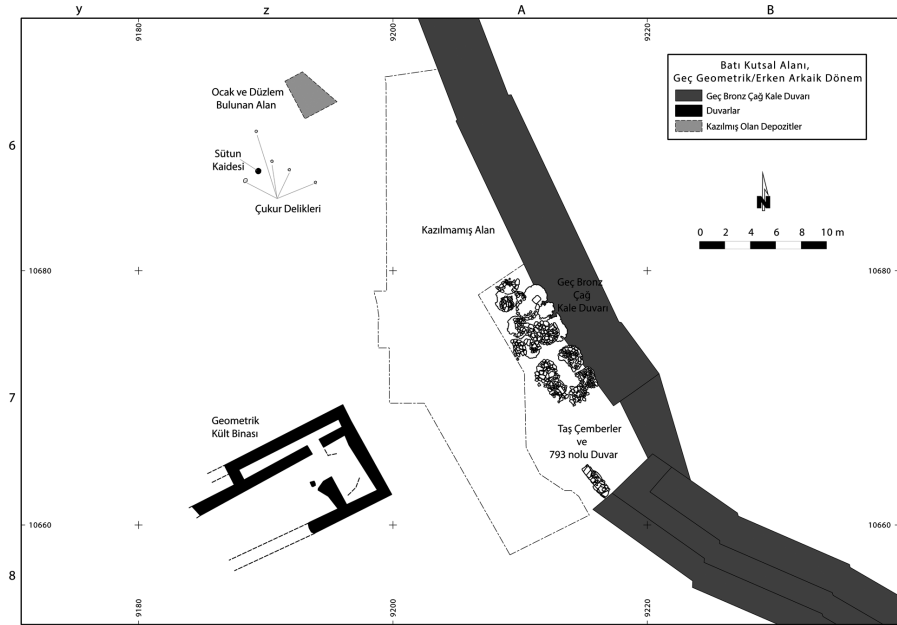 y z A B
9180 9200 9220
Batı Kutsal Alanı,
Geç Geometrik/Erken Arkaik Dönem
Geç Bronz Çağ Kale Duvarı
Duvarlar
Kazılmış Olan Depozitler
Ocak ve Düzlem
Bulunan Alan
6
Sütun
Kaidesi
Çukur Delikleri
N
Kazılmamış Alan
0 2 4 6 8 10 m
10680 10680
Geç Bronz
Çağ
Kale Duvarı
7
Geometrik
Kült Binası
Taş Çemberler
ve
793 nolu Duvar
10660 10660
8
9180 9200 9220